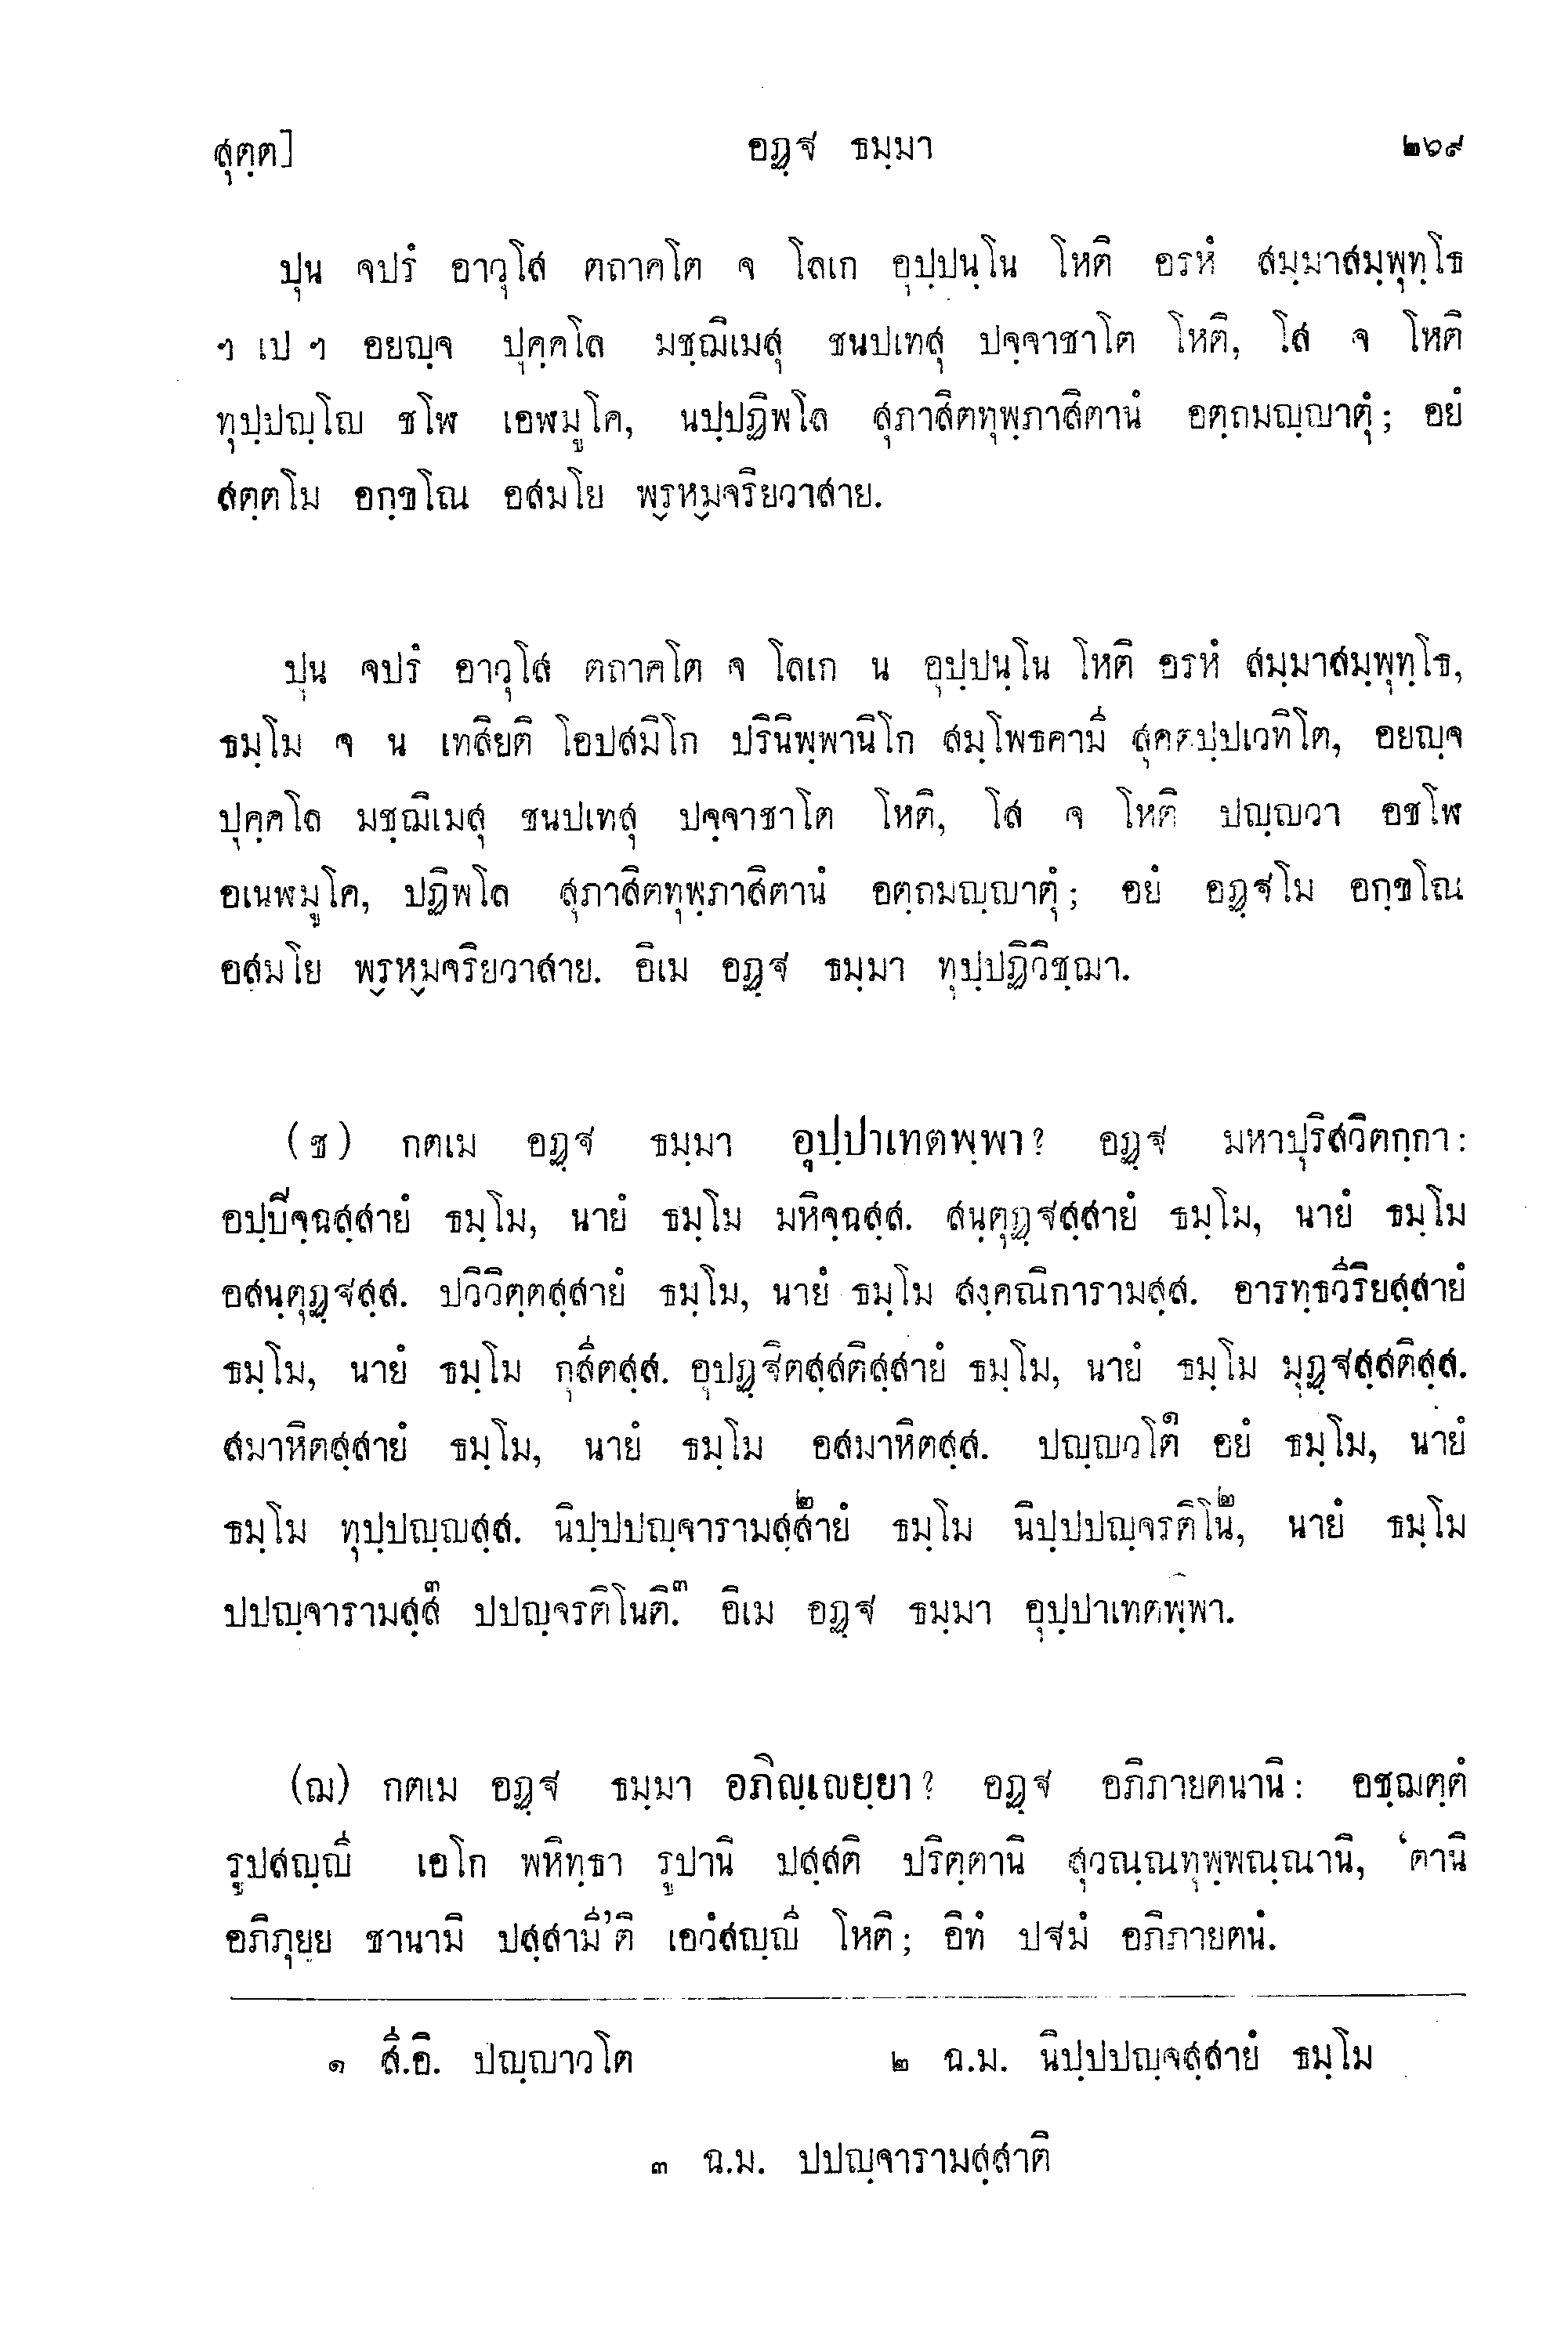 สุตฺต] อฏฺฐ ธมฺมา ๒๖๙
ปุน จปรํ อาวุโส ตถาคโต จ โลเก อุปฺปนฺโน โหติ อรหํ สมฺมาสมฺพุทฺโธ
ฯ เป ฯ อยญฺจ ปุคฺคโล มชฺฌิเมสุ ชนปเทสุ ปจฺจาชาโต โหติ, โส จ โหติ
ทุปฺปญฺโญ ชโฬ เอฬมูโค, นปฺปฏิพโล สุภาสิตทุพฺภาสิตานํ อตฺถมญฺญาตุํ; อยํ
สตฺตโม อกฺขโณ อสมโย พฺรหฺมจริยวาสาย.
ปุน จปรํ อาวุโส ตถาคโต จ โลเก น อุปฺปนฺโน โหติ อรหํ สมฺมาสมฺพุทฺโธ,
ธมฺโม จ น เทสิยติ โอปสมิโก ปรินิพฺพานิโก สมฺโพธคามี สุคตปฺปเวทิโต, อยญฺจ
ปุคฺคโล มชฺฌิเมสุ ชนปเทสุ ปจฺจาชาโต โหติ, โส จ โหติ ปญฺญวา อชโฬ
อเนฬมูโค, ปฏิพโล สุภาสิตทุพฺภาสิตานํ อตฺถมญฺญาตุํ; อยํ อฏฺฐโม อกฺขโณ
อสมโย พฺรหฺมจริยวาสาย. อิเม อฏฺฐ ธมฺมา ทุปฺปฏิวิชฺฌา.
(ช) กตเม อฏฺฐ ธมฺมา อุปฺปาเทตพฺพา? อฏฺฐ มหาปุริสวิตกฺกา:
อปฺปิจฺฉสฺสายํ ธมฺโม, นายํ ธมฺโม มหิจฺฉสฺส. สนฺตุฏฺฐสฺสายํ ธมฺโม, นายํ ธมฺโม
อสนฺตุฏฺฐสฺส. ปวิวิตฺตสฺสายํ ธมฺโม, นายํ ธมฺโม สงฺคณิการามสฺส. อารทฺธวีริยสฺสายํ
ธมฺโม, นายํ ธมฺโม กุสีตสฺส. อุปฏฺฐิตสฺสติสฺสายํ ธมฺโม, นายํ ธมฺโม มุฏฺฐสฺสติสฺส.
สมาหิตสฺสายํ ธมฺโม, นายํ ธมฺโม อสมาหิตสฺส. ปญฺญวโต๑ อยํ ธมฺโม, นายํ
ธมฺโม ทุปฺปญฺญสฺส. นิปฺปปญฺจารามสฺส๒ายํ ธมฺโม นิปฺปปญฺจรติโน๒, นายํ ธมฺโม
ปปญฺจารามสฺส๓ ปปญฺจรติโนติ.๓ อิเม อฏฺฐ ธมฺมา อุปฺปาเทตพฺพา.
(ฌ) กตเม อฏฺฐ ธมฺมา อภิญฺเญยฺยา? อฏฺฐ อภิภายตนานิ: อชฺฌตฺตํ
รูปสญฺญี เอโก พหิทฺธา รูปานิ ปสฺสติ ปริตฺตานิ สุวณฺณทุพฺพณฺณานิ, ‘ตานิ
อภิภุยฺย ชานามิ ปสฺสามี’ติ เอวํสญฺญี โหติ; อิทํ ปฐมํ อภิภายตนํ.
๑ สี.อิ. ปญฺญาวโต ๒ ฉ.ม. นิปฺปปญฺจสฺสายํ ธมฺโม
๓ ฉ.ม. ปปญฺจารามสฺสาติ